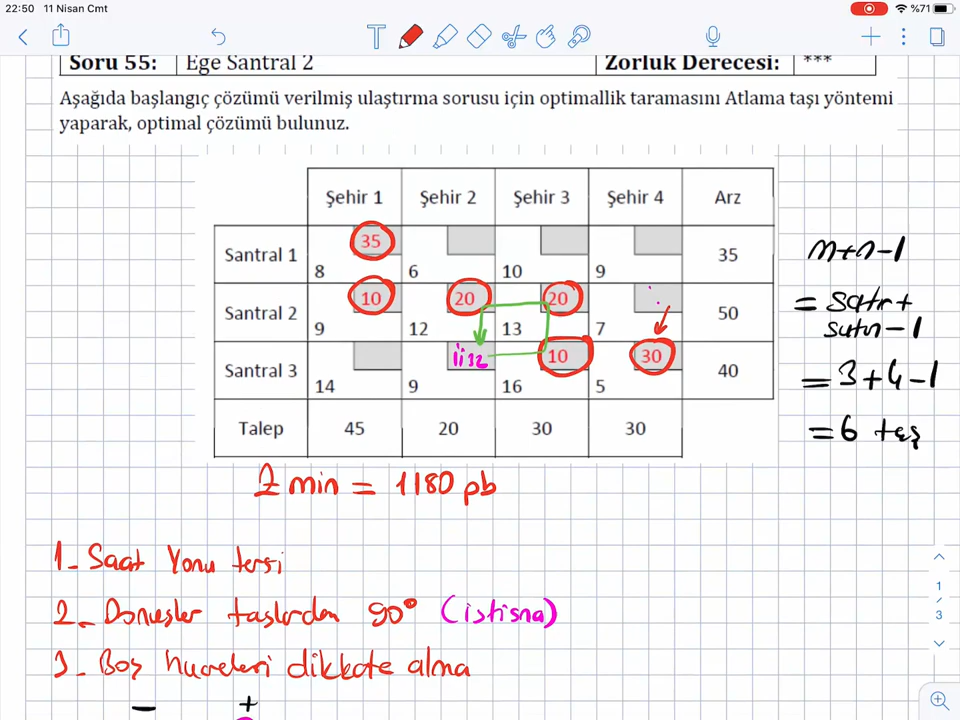 22:50 11 Nisan Cmt %71
Soru 55: Ege Santral 2 Zorluk Derecesi: ***
Aşağıda başlangıç çözümü verilmiş ulaştırma sorusu için optimallik taramasını Atlama taşı yöntemi
yaparak, optimal çözümü bulunuz.
Şehir 1 Şehir 2 Şehir 3 Şehir 4 Arz
Santral 1 35 8 6 10 9 35
Santral 2 10 9 20 12 20 13 7 50
Santral 3 14 9 10 16 30 5 40
Talep 45 20 30 30
m+n-1
= satır +
sütun - 1
= 3+4-1
= 6 taş
Z min = 1180 pb
1- Saat Yönü tersi
2- Dönüşler taşlardan 90° (istisna)
3- Boş hücreleri dikkate alma
- +
1
/
3